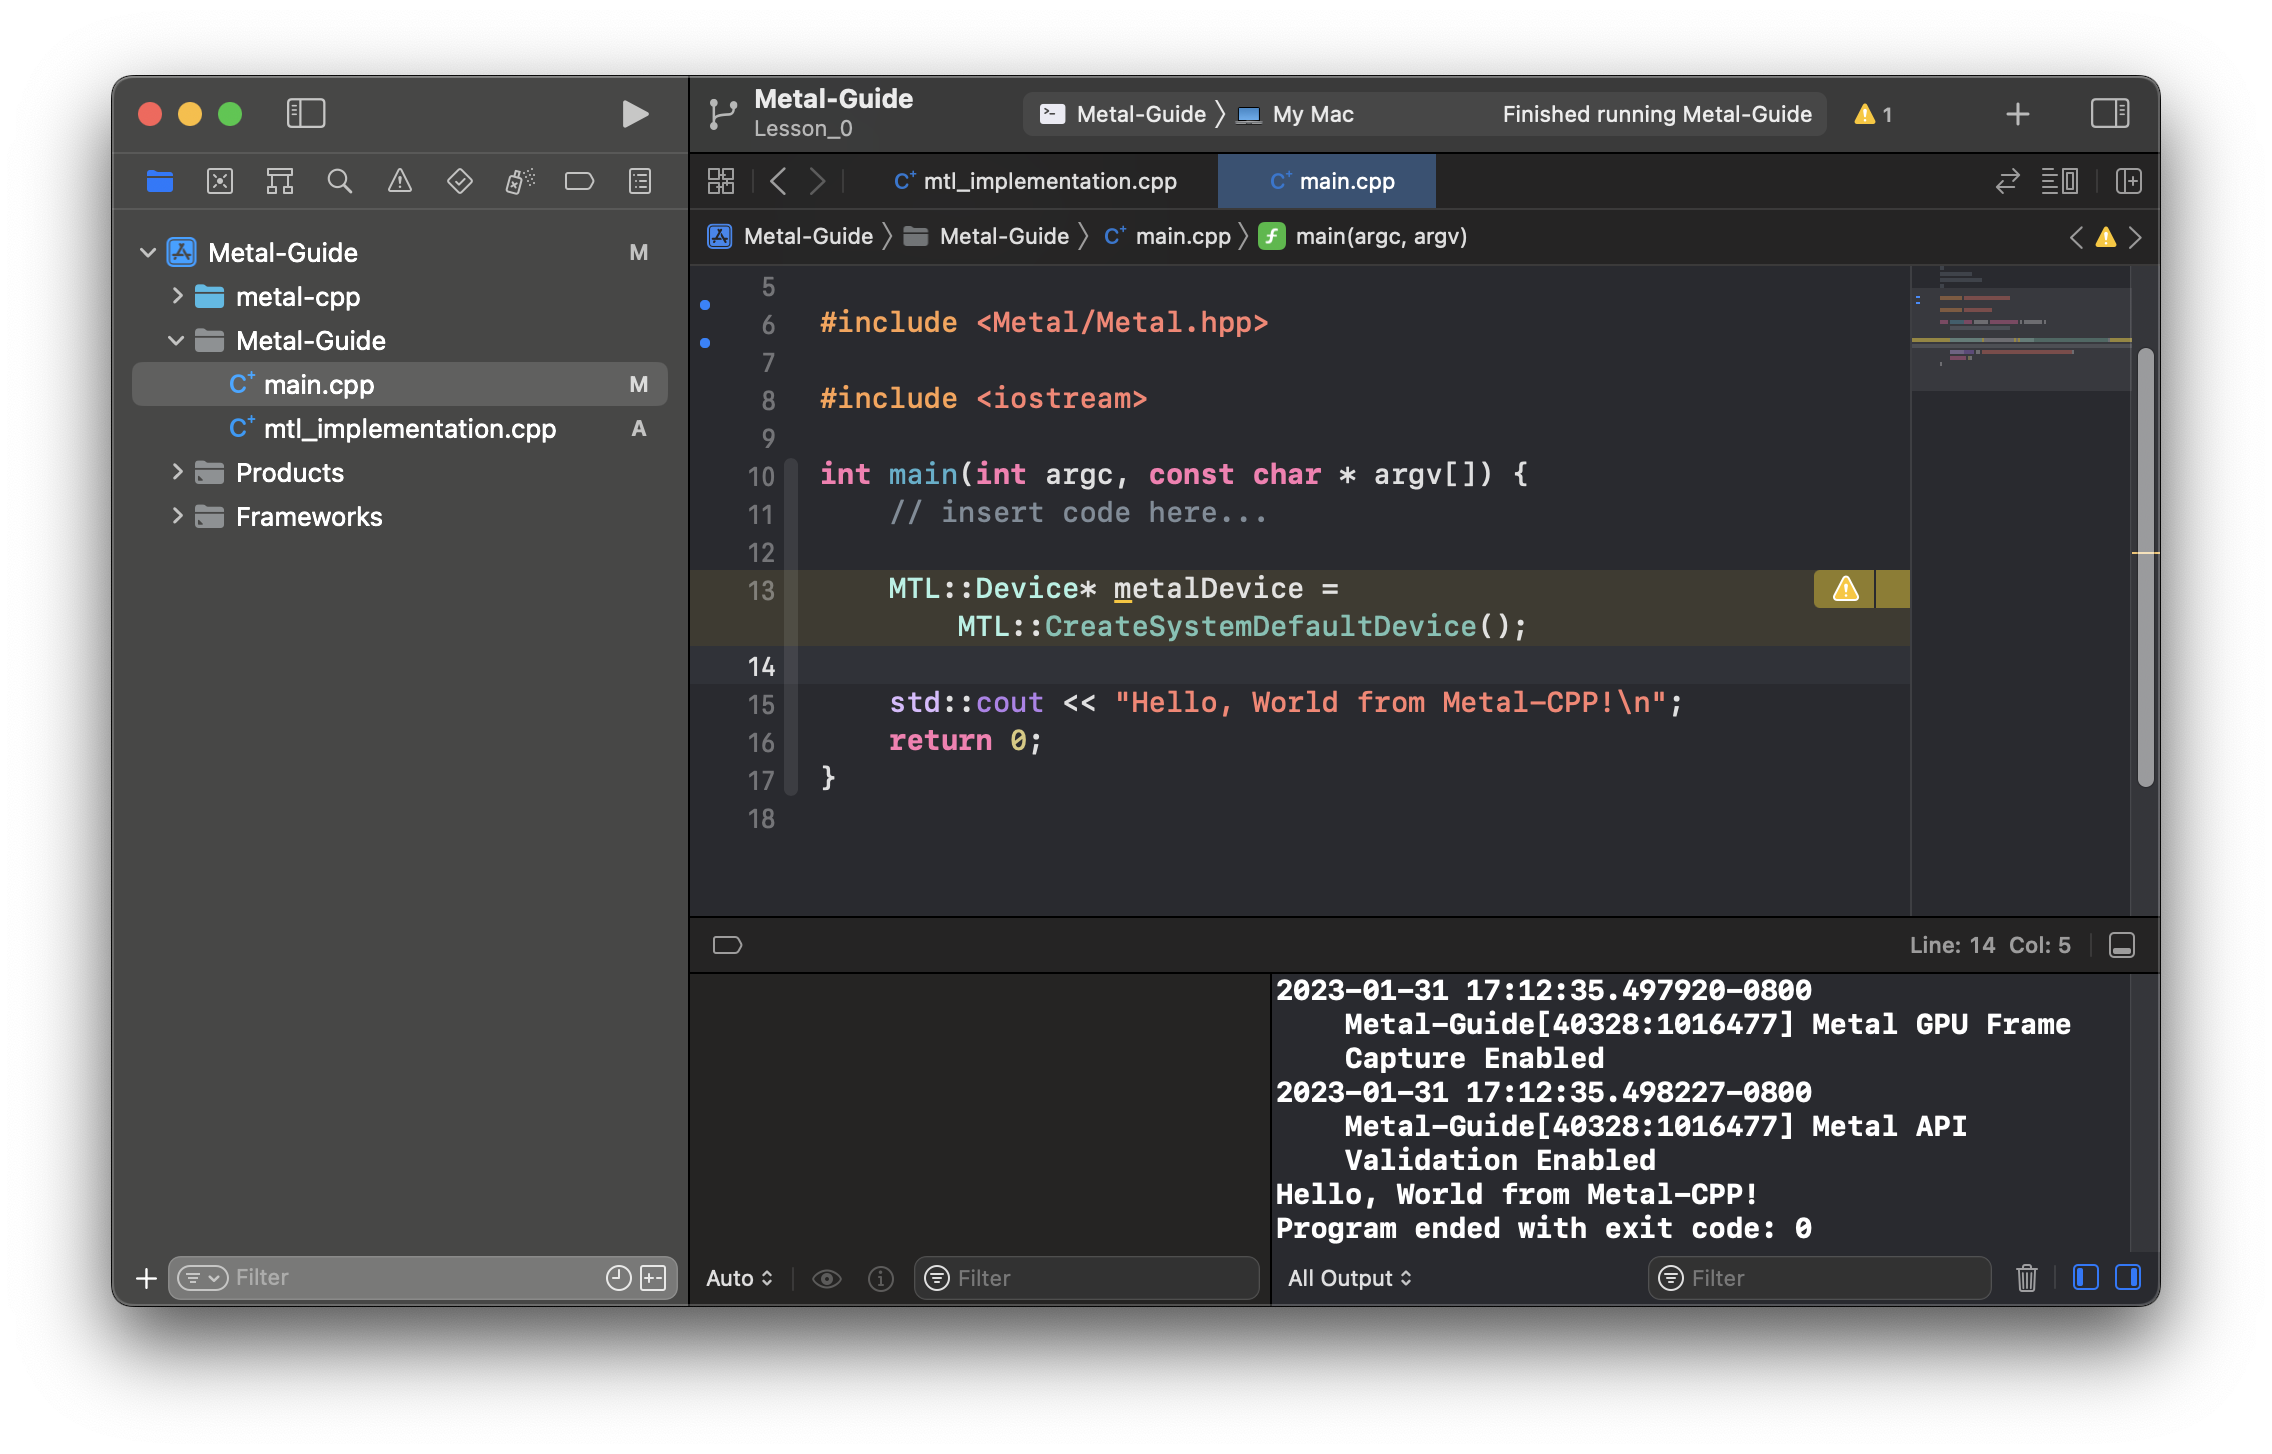 Metal-Guide
Lesson_0
Metal-Guide
My Mac
Finished running Metal-Guide
1
mtl_implementation.cpp
main.cpp
Metal-Guide
M
metal-cpp
Metal-Guide
main.cpp
M
mtl_implementation.cpp
A
Products
Frameworks
Filter
Metal-Guide
Metal-Guide
main.cpp
main(argc, argv)
5
6 #include <Metal/Metal.hpp>
7
8 #include <iostream>
9
10 int main(int argc, const char * argv[]) {
11 // insert code here...
12
13 MTL::Device* metalDevice =
MTL::CreateSystemDefaultDevice();
14
15 std::cout << "Hello, World from Metal-CPP!\n";
16 return 0;
17 }
18
Line: 14 Col: 5
2023-01-31 17:12:35.497920-0800
Metal-Guide[40328:1016477] Metal GPU Frame
Capture Enabled
2023-01-31 17:12:35.498227-0800
Metal-Guide[40328:1016477] Metal API
Validation Enabled
Hello, World from Metal-CPP!
Program ended with exit code: 0
Auto
Filter
All Output
Filter